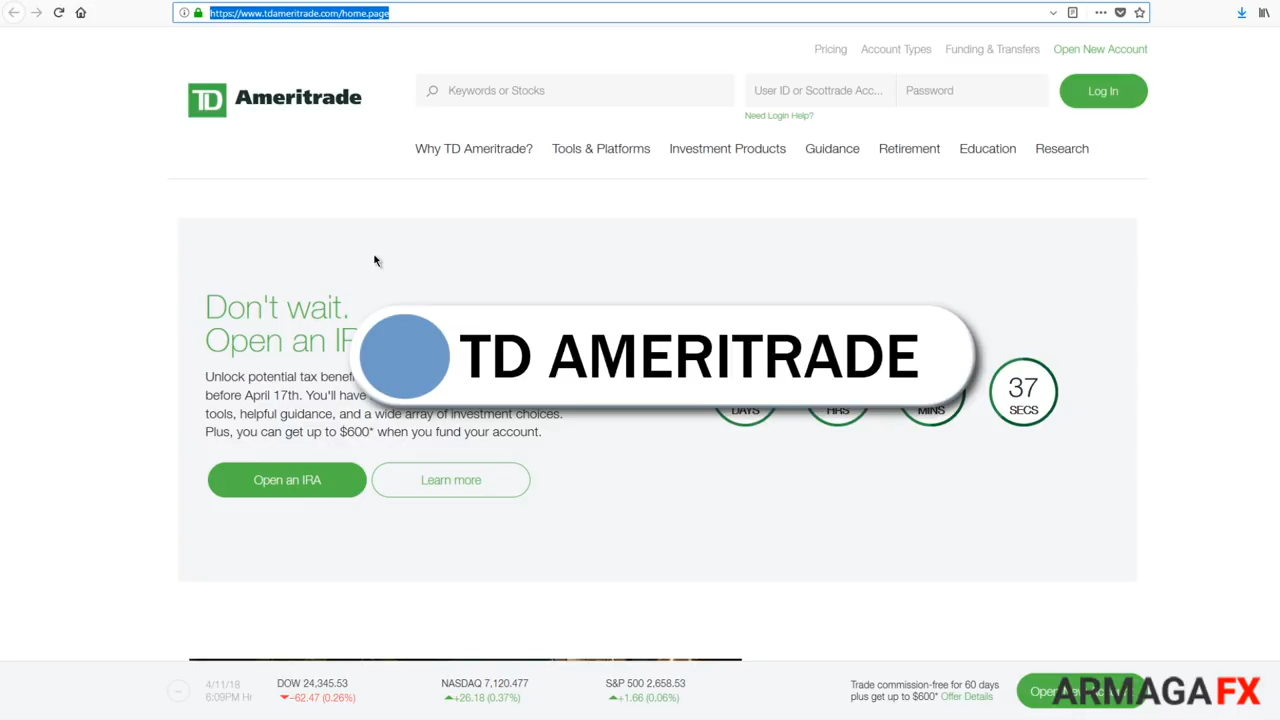 https://www.tdameritrade.com/home.page
Pricing Account Types Funding & Transfers Open New Account
TD Ameritrade
Keywords or Stocks
User ID or Scottrade Acc... Password Log In
Need Login Help?
Why TD Ameritrade? Tools & Platforms Investment Products Guidance Retirement Education Research
Don't wait.
Open an
TD AMERITRADE
Unlock potential tax
before April 17th. You'll have
tools, helpful guidance, and a wide array of investment choices.
Plus, you can get up to $600* when you fund your account.
DAYS HRS MINS
37
SECS
Open an IRA Learn more
4/11/18
6:09PM Hr
DOW 24,345.53
−62.47 (0.26%)
NASDAQ 7,120.477
+26.18 (0.37%)
S&P 500 2,658.53
+1.66 (0.06%)
Trade commission-free for 60 days
plus get up to $600* Offer Details
ARMAGAFX